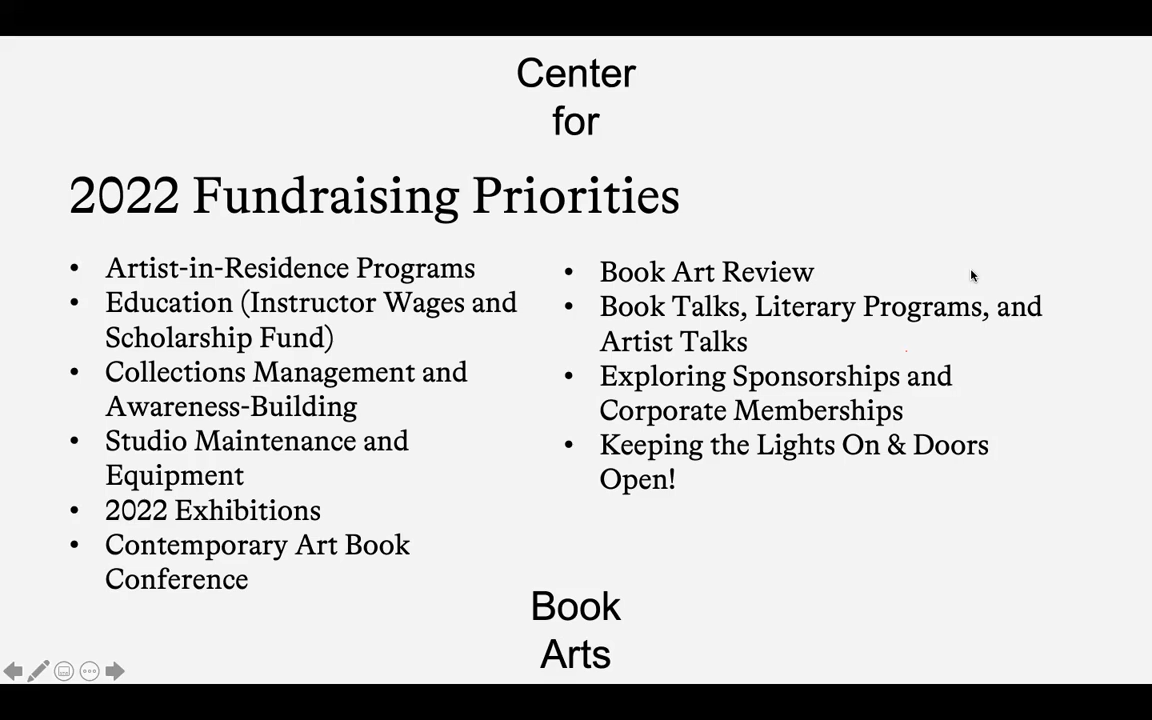 Center
for
2022 Fundraising Priorities
• Artist-in-Residence Programs
• Education (Instructor Wages and
Scholarship Fund)
• Collections Management and
Awareness-Building
• Studio Maintenance and
Equipment
• 2022 Exhibitions
• Contemporary Art Book
Conference
• Book Art Review
• Book Talks, Literary Programs, and
Artist Talks
• Exploring Sponsorships and
Corporate Memberships
• Keeping the Lights On & Doors
Open!
Book
Arts